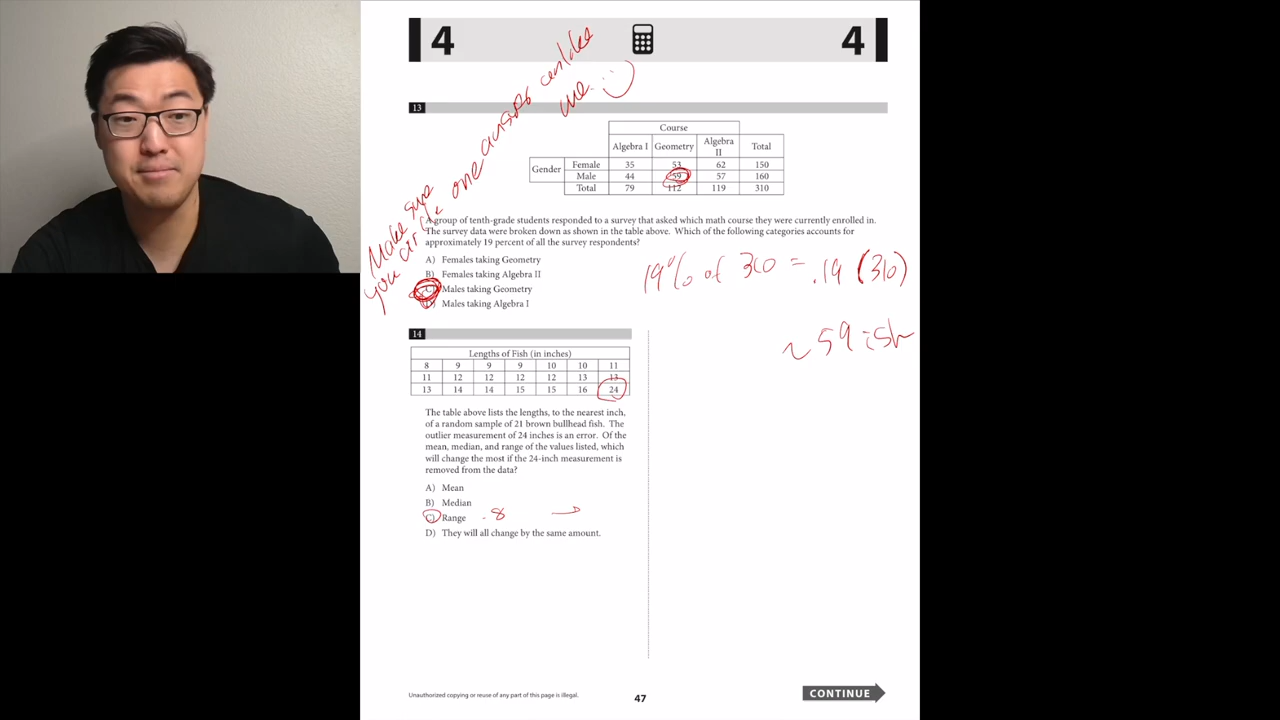 4
4
Make sure
you circle one answer unlike
me. :)
13
Course
Algebra I Geometry Algebra II Total
Gender Female 35 53 62 150
Male 44 59 57 160
Total 79 112 119 310
A group of tenth-grade students responded to a survey that asked which math course they were currently enrolled in.
The survey data were broken down as shown in the table above. Which of the following categories accounts for
approximately 19 percent of all the survey respondents?
A) Females taking Geometry
B) Females taking Algebra II
C) Males taking Geometry
D) Males taking Algebra I
19% of 310 = .19 (310)
~ 59 ish
14
Lengths of Fish (in inches)
8 9 9 9 10 10 11
11 12 12 12 12 13 13
13 14 14 15 15 16 24
The table above lists the lengths, to the nearest inch,
of a random sample of 21 brown bullhead fish. The
outlier measurement of 24 inches is an error. Of the
mean, median, and range of the values listed, which
will change the most if the 24-inch measurement is
removed from the data?
A) Mean
B) Median
C) Range - 8 →
D) They will all change by the same amount.
Unauthorized copying or reuse of any part of this page is illegal.
47
CONTINUE